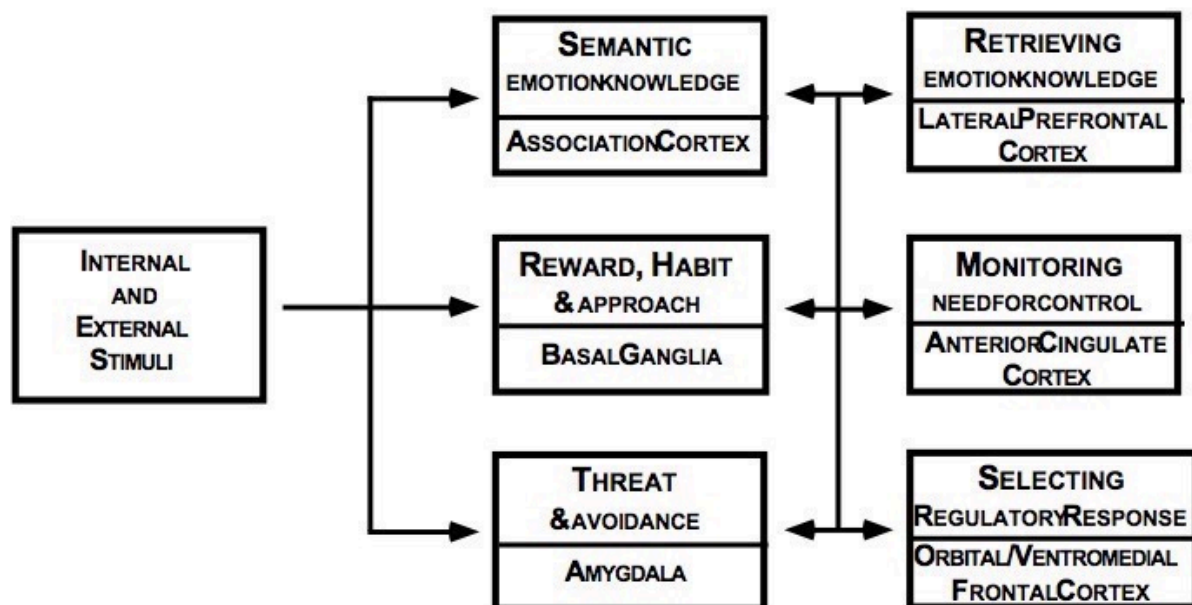 SEMANTIC
EMOTIONKNOWLEDGE
ASSOCIATIONCORTEX
RETRIEVING
EMOTIONKNOWLEDGE
LATERALPREFRONTAL
CORTEX
INTERNAL
AND
EXTERNAL
STIMULI
REWARD, HABIT
& APPROACH
BASALGANGLIA
MONITORING
NEEDFORCONTROL
ANTERIORCINGULATE
CORTEX
THREAT
& AVOIDANCE
AMYGDALA
SELECTING
REGULATORYRESPONSE
ORBITAL/VENTROMEDIAL
FRONTALCORTEX